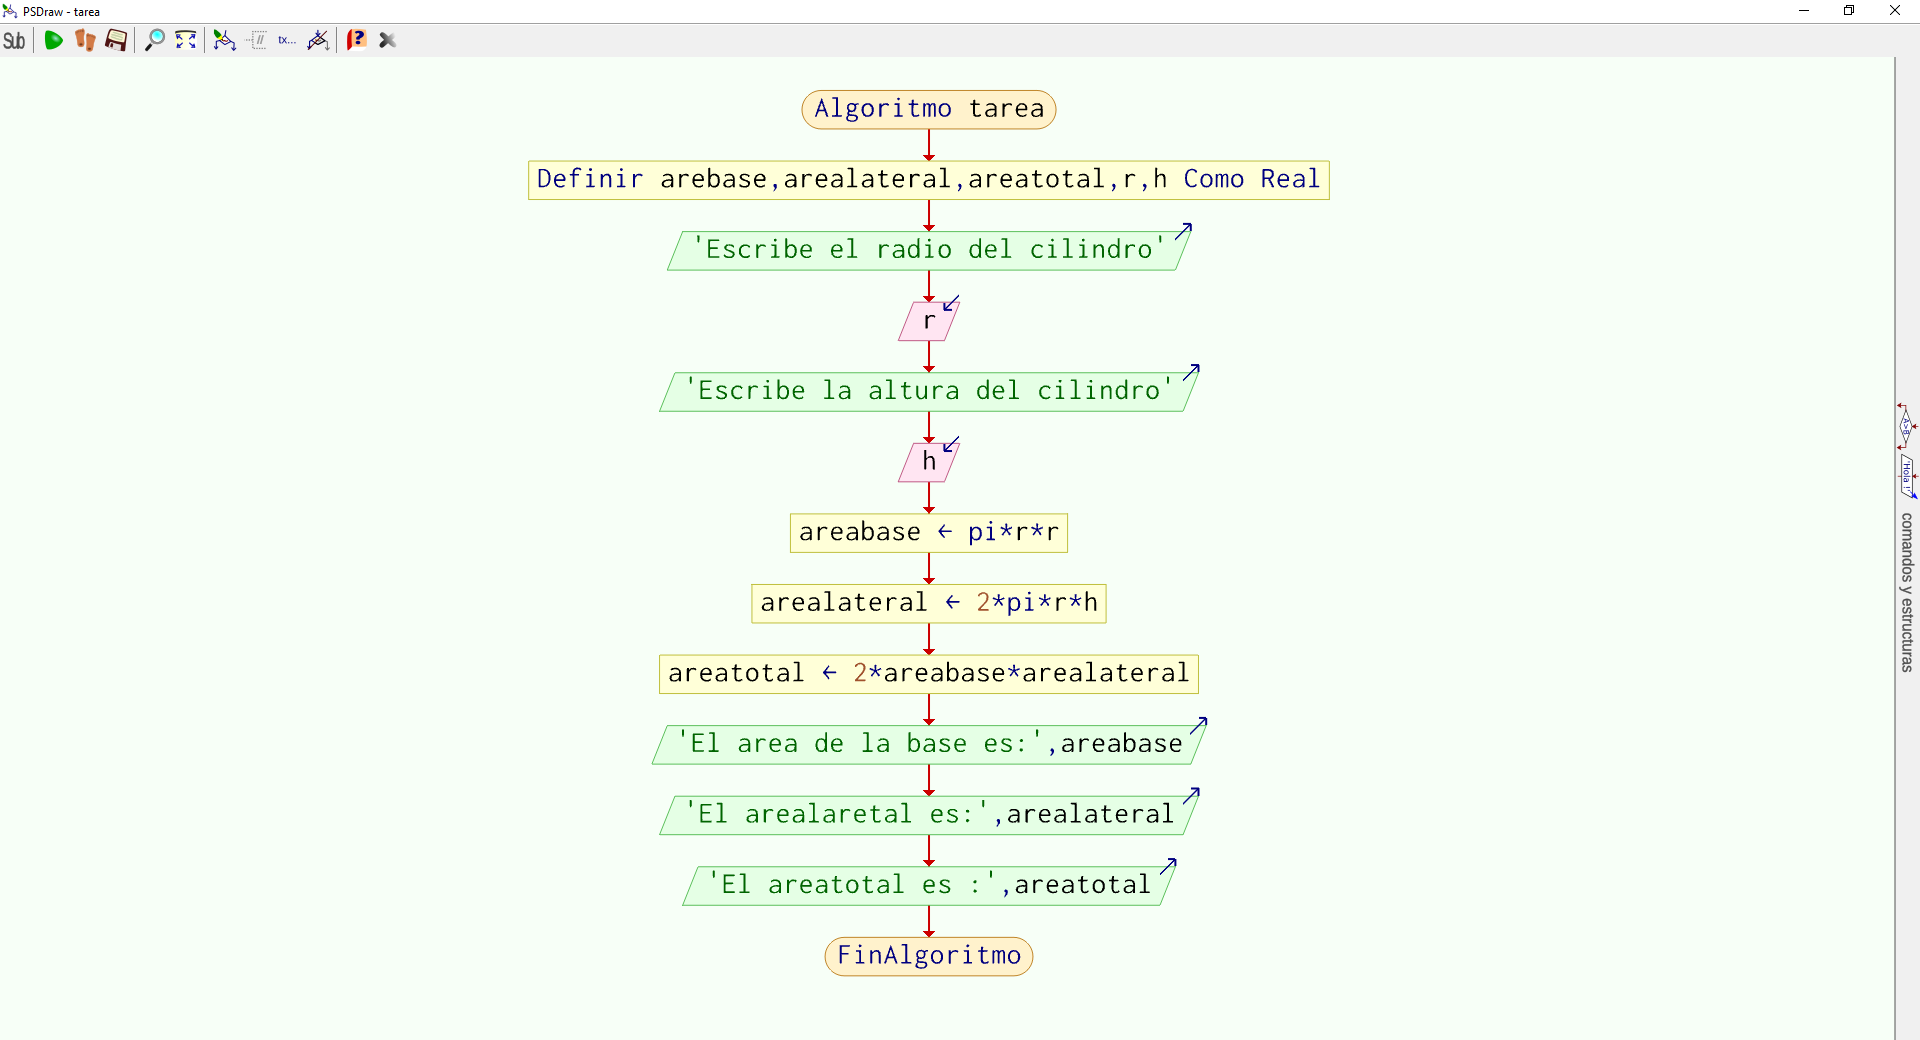 PSDraw - tarea
Sub
tx...
Algoritmo tarea
Definir arebase,arealateral,areatotal,r,h Como Real
'Escribe el radio del cilindro'
r
'Escribe la altura del cilindro'
h
areabase ← pi*r*r
arealateral ← 2*pi*r*h
areatotal ← 2*areabase*arealateral
'El area de la base es:',areabase
'El arealaretal es:',arealateral
'El areatotal es :',areatotal
FinAlgoritmo
A>B
'Hola !'
comandos y estructuras